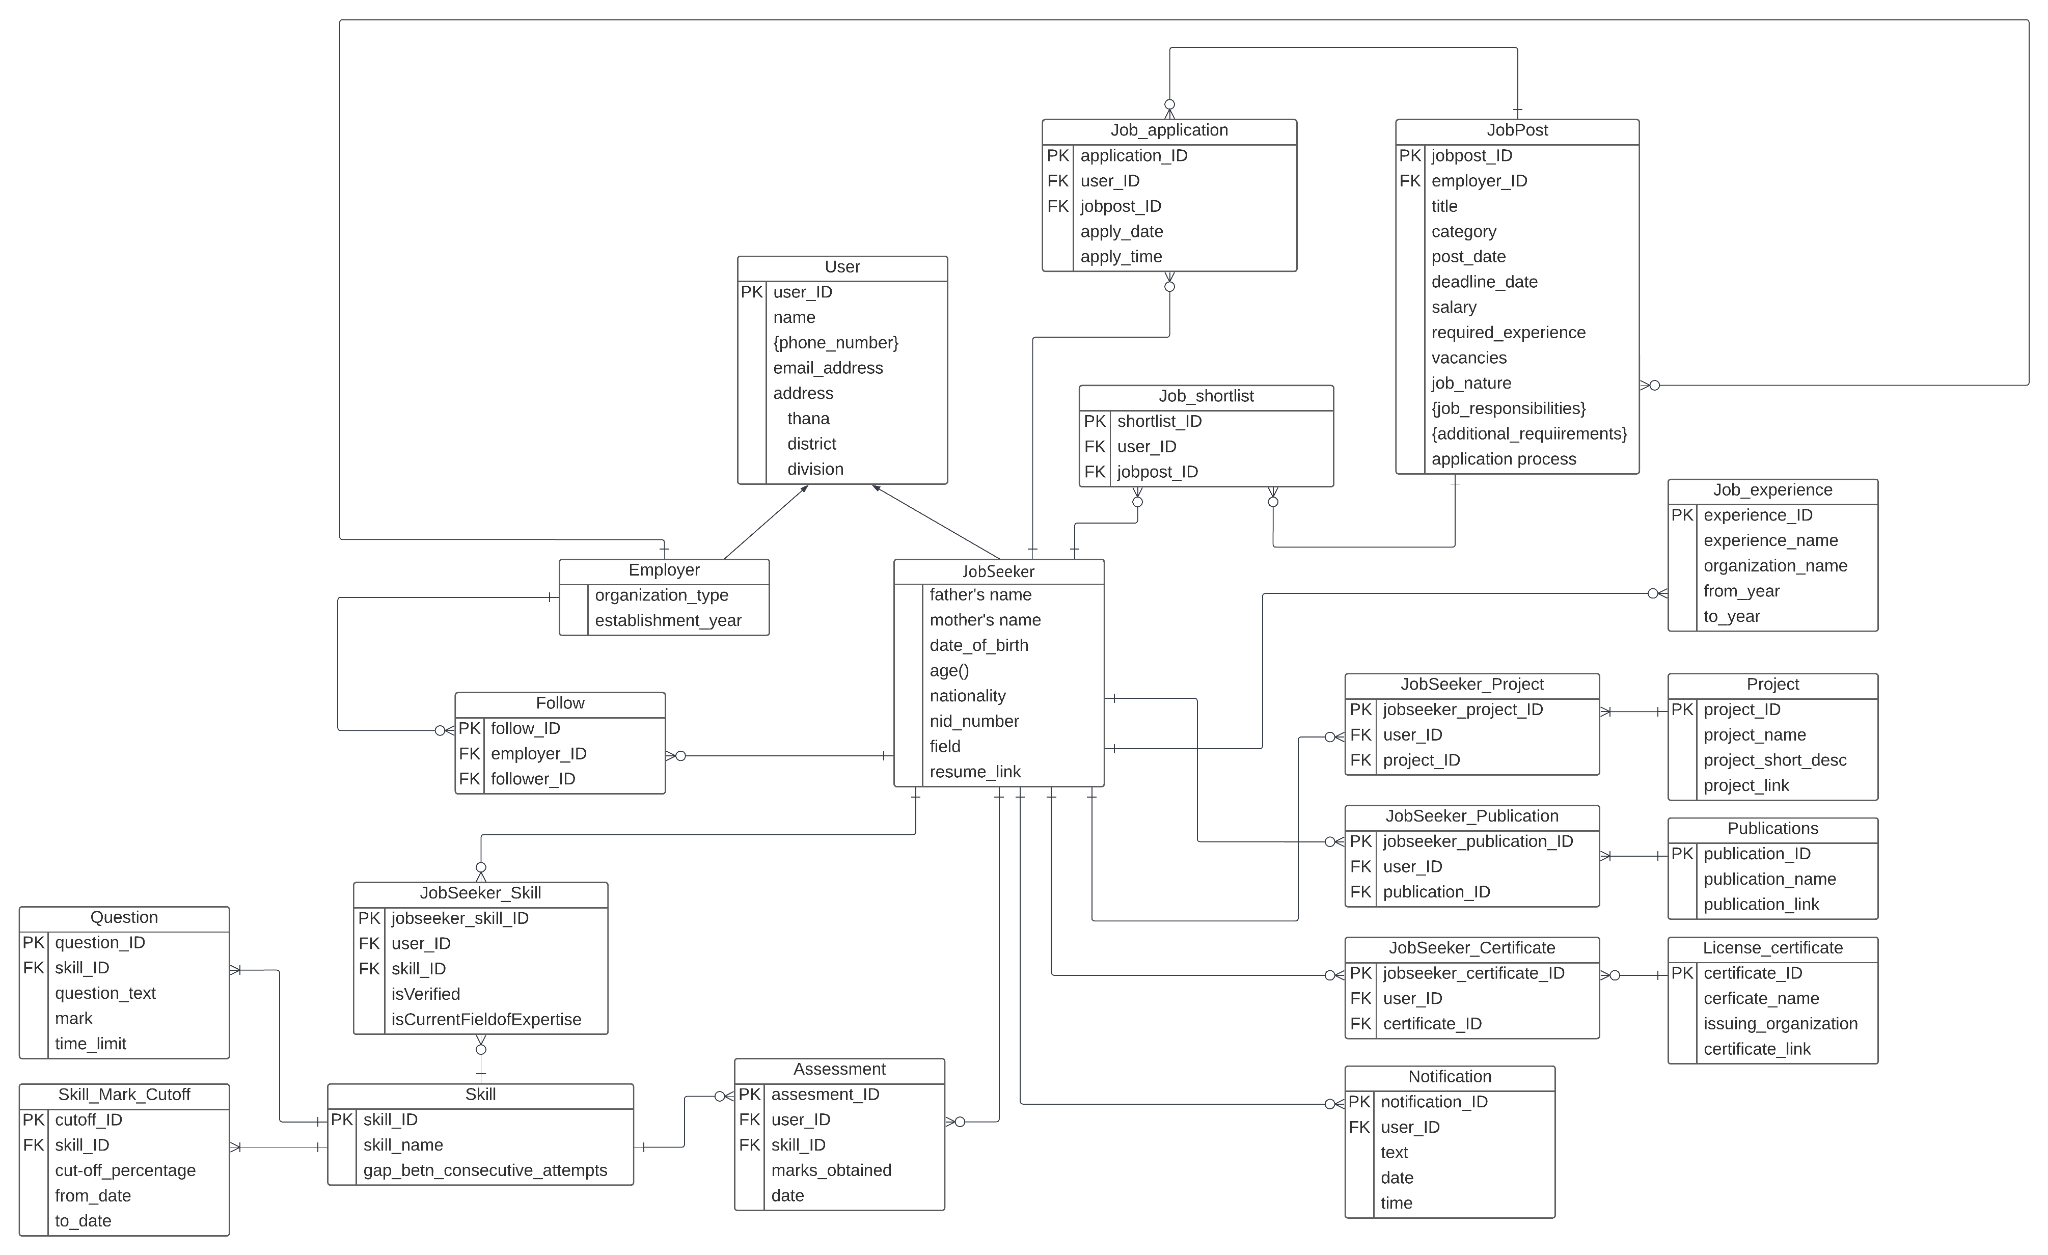 Job_application
PK application_ID
FK user_ID
FK jobpost_ID
apply_date
apply_time
JobPost
PK jobpost_ID
FK employer_ID
title
category
post_date
deadline_date
salary
required_experience
vacancies
job_nature
{job_responsibilities}
{additional_requiirements}
application process
User
PK user_ID
name
{phone_number}
email_address
address
thana
district
division
Job_shortlist
PK shortlist_ID
FK user_ID
FK jobpost_ID
Job_experience
PK experience_ID
experience_name
organization_name
from_year
to_year
Employer
organization_type
establishment_year
JobSeeker
father's name
mother's name
date_of_birth
age()
nationality
nid_number
field
resume_link
Follow
PK follow_ID
FK employer_ID
FK follower_ID
JobSeeker_Project
PK jobseeker_project_ID
FK user_ID
FK project_ID
Project
PK project_ID
project_name
project_short_desc
project_link
JobSeeker_Publication
PK jobseeker_publication_ID
FK user_ID
FK publication_ID
Publications
PK publication_ID
publication_name
publication_link
JobSeeker_Skill
PK jobseeker_skill_ID
FK user_ID
FK skill_ID
isVerified
isCurrentFieldofExpertise
Question
PK question_ID
FK skill_ID
question_text
mark
time_limit
JobSeeker_Certificate
PK jobseeker_certificate_ID
FK user_ID
FK certificate_ID
License_certificate
PK certificate_ID
cerficate_name
issuing_organization
certificate_link
Skill_Mark_Cutoff
PK cutoff_ID
FK skill_ID
cut-off_percentage
from_date
to_date
Skill
PK skill_ID
skill_name
gap_betn_consecutive_attempts
Assessment
PK assesment_ID
FK user_ID
FK skill_ID
marks_obtained
date
Notification
PK notification_ID
FK user_ID
text
date
time